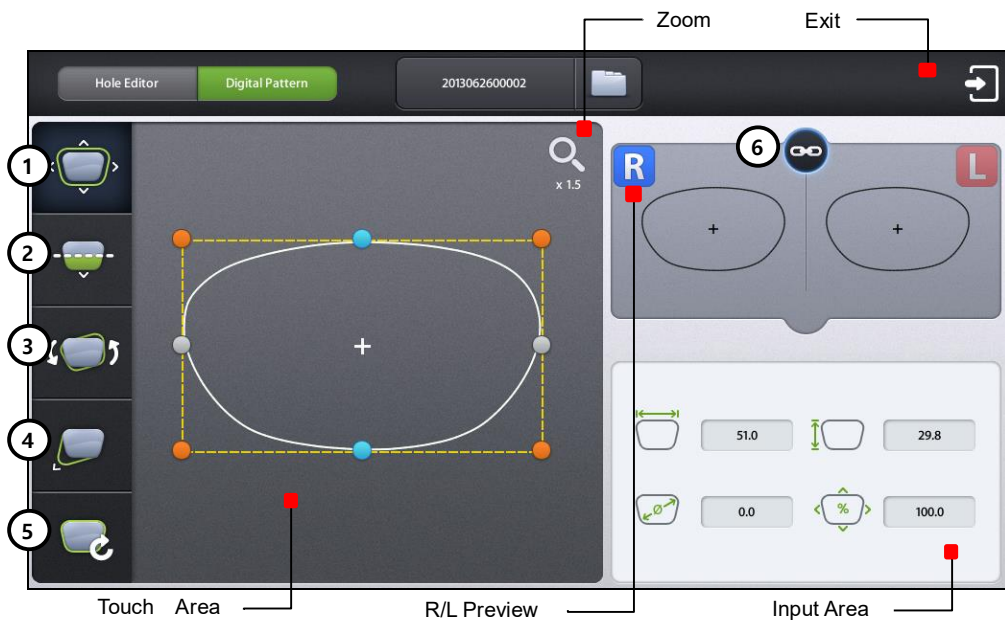 Zoom Exit
Hole Editor Digital Pattern 2013062600002
1
x 1.5
6
R L
2
3
4
5
51.0 29.8
Ø 0.0 % 100.0
Touch Area R/L Preview Input Area